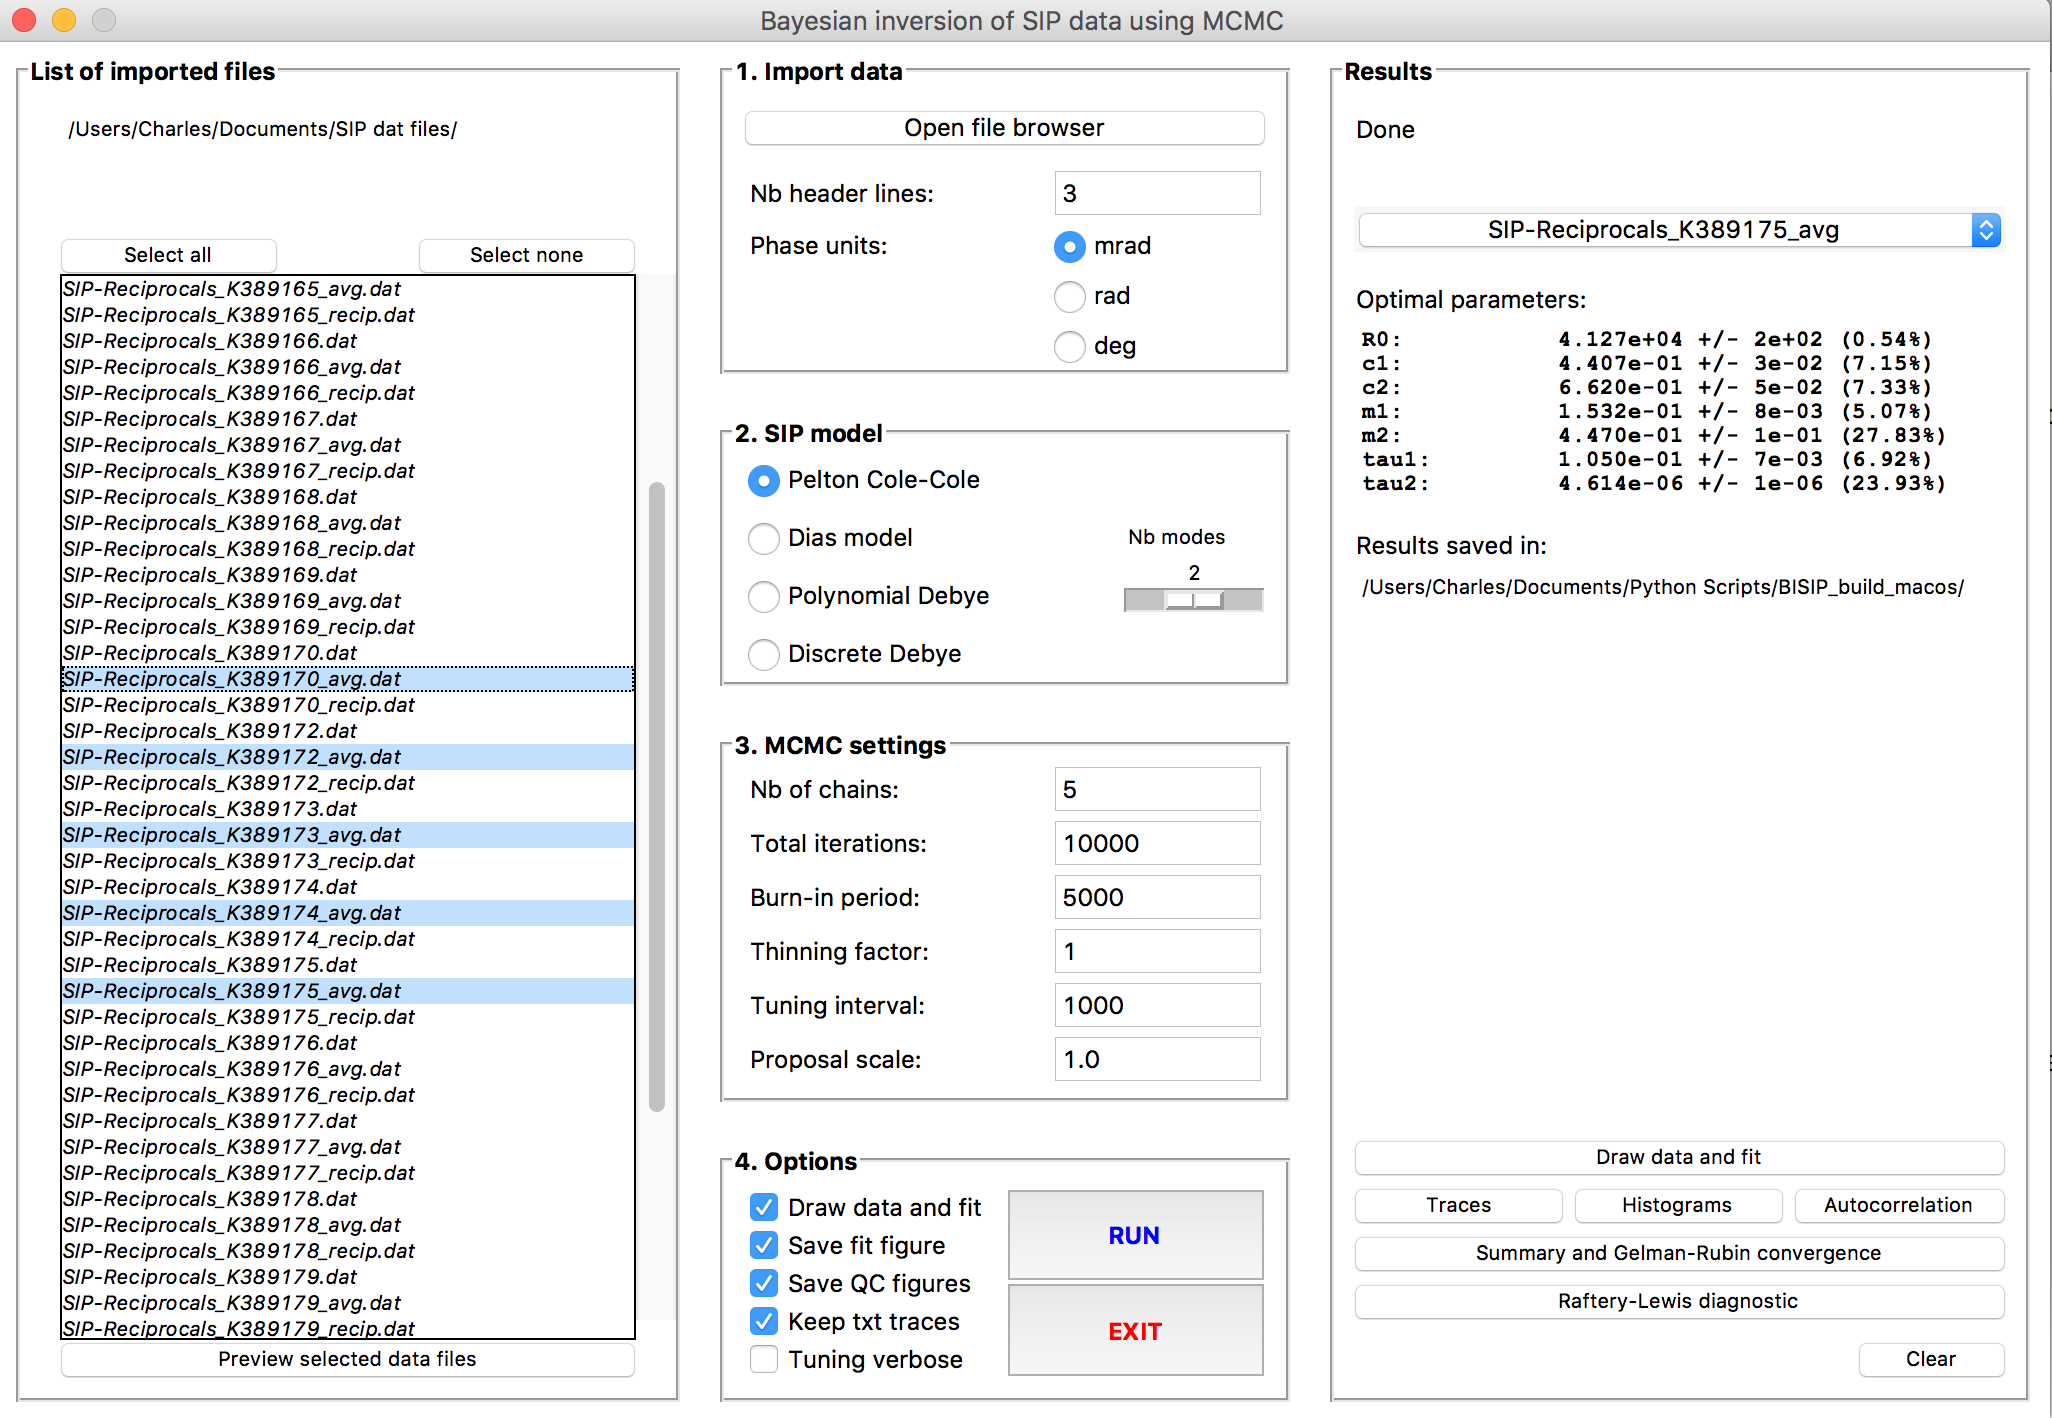 Bayesian inversion of SIP data using MCMC
List of imported files
/Users/Charles/Documents/SIP dat files/
Select all
Select none
SIP-Reciprocals_K389165_avg.dat
SIP-Reciprocals_K389165_recip.dat
SIP-Reciprocals_K389166.dat
SIP-Reciprocals_K389166_avg.dat
SIP-Reciprocals_K389166_recip.dat
SIP-Reciprocals_K389167.dat
SIP-Reciprocals_K389167_avg.dat
SIP-Reciprocals_K389167_recip.dat
SIP-Reciprocals_K389168.dat
SIP-Reciprocals_K389168_avg.dat
SIP-Reciprocals_K389168_recip.dat
SIP-Reciprocals_K389169.dat
SIP-Reciprocals_K389169_avg.dat
SIP-Reciprocals_K389169_recip.dat
SIP-Reciprocals_K389170.dat
SIP-Reciprocals_K389170_avg.dat
SIP-Reciprocals_K389170_recip.dat
SIP-Reciprocals_K389172.dat
SIP-Reciprocals_K389172_avg.dat
SIP-Reciprocals_K389172_recip.dat
SIP-Reciprocals_K389173.dat
SIP-Reciprocals_K389173_avg.dat
SIP-Reciprocals_K389173_recip.dat
SIP-Reciprocals_K389174.dat
SIP-Reciprocals_K389174_avg.dat
SIP-Reciprocals_K389174_recip.dat
SIP-Reciprocals_K389175.dat
SIP-Reciprocals_K389175_avg.dat
SIP-Reciprocals_K389175_recip.dat
SIP-Reciprocals_K389176.dat
SIP-Reciprocals_K389176_avg.dat
SIP-Reciprocals_K389176_recip.dat
SIP-Reciprocals_K389177.dat
SIP-Reciprocals_K389177_avg.dat
SIP-Reciprocals_K389177_recip.dat
SIP-Reciprocals_K389178.dat
SIP-Reciprocals_K389178_avg.dat
SIP-Reciprocals_K389178_recip.dat
SIP-Reciprocals_K389179.dat
SIP-Reciprocals_K389179_avg.dat
SIP-Reciprocals_K389179_recip.dat
Preview selected data files
1. Import data
Open file browser
Nb header lines: 3
Phase units: mrad
rad
deg
2. SIP model
Pelton Cole-Cole
Dias model
Polynomial Debye
Discrete Debye
Nb modes
2
3. MCMC settings
Nb of chains: 5
Total iterations: 10000
Burn-in period: 5000
Thinning factor: 1
Tuning interval: 1000
Proposal scale: 1.0
4. Options
Draw data and fit
Save fit figure
Save QC figures
Keep txt traces
Tuning verbose
RUN
EXIT
Results
Done
SIP-Reciprocals_K389175_avg
Optimal parameters:
R0: 4.127e+04 +/- 2e+02 (0.54%)
c1: 4.407e-01 +/- 3e-02 (7.15%)
c2: 6.620e-01 +/- 5e-02 (7.33%)
m1: 1.532e-01 +/- 8e-03 (5.07%)
m2: 4.470e-01 +/- 1e-01 (27.83%)
tau1: 1.050e-01 +/- 7e-03 (6.92%)
tau2: 4.614e-06 +/- 1e-06 (23.93%)
Results saved in:
/Users/Charles/Documents/Python Scripts/BISIP_build_macos/
Draw data and fit
Traces
Histograms
Autocorrelation
Summary and Gelman-Rubin convergence
Raftery-Lewis diagnostic
Clear